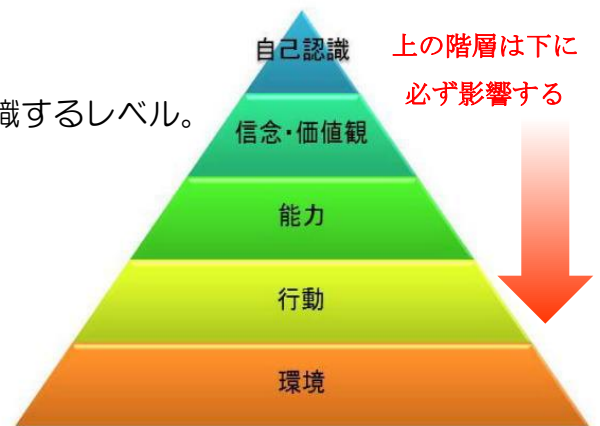 自己認識
上の階層は下に
必ず影響する
識するレベル。
信念・価値観
能力
行動
環境